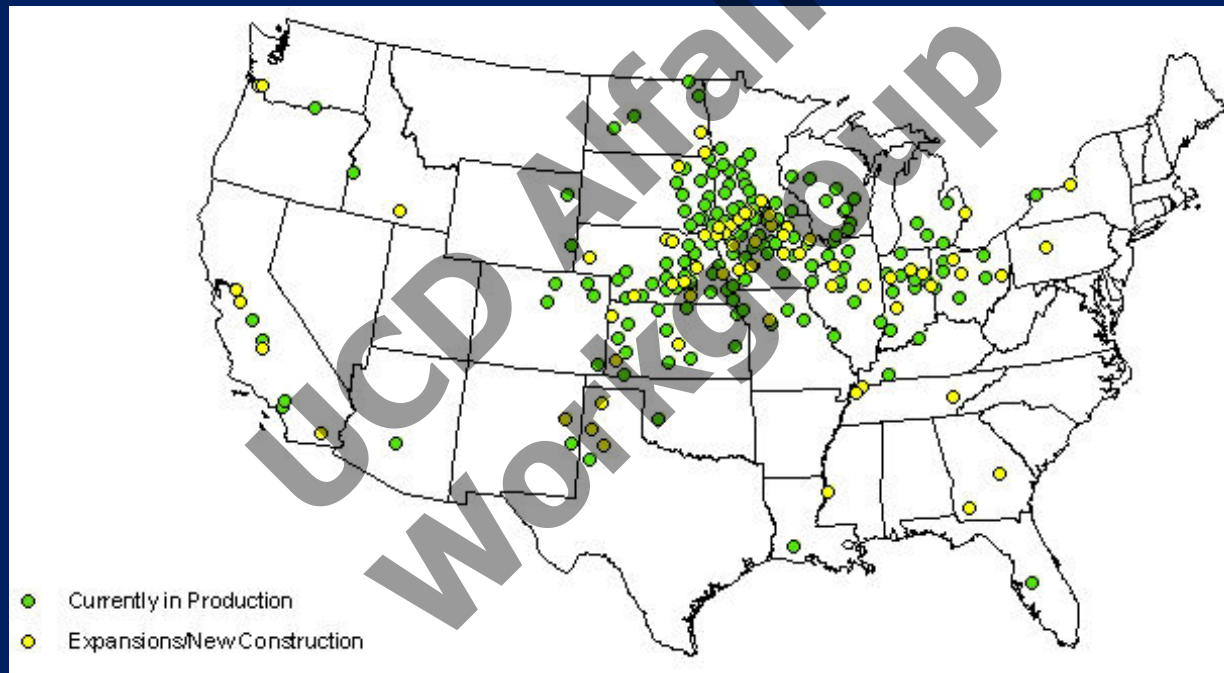 UCD Alfalfa
Workgroup
Currently in Production
Expansions/New Construction